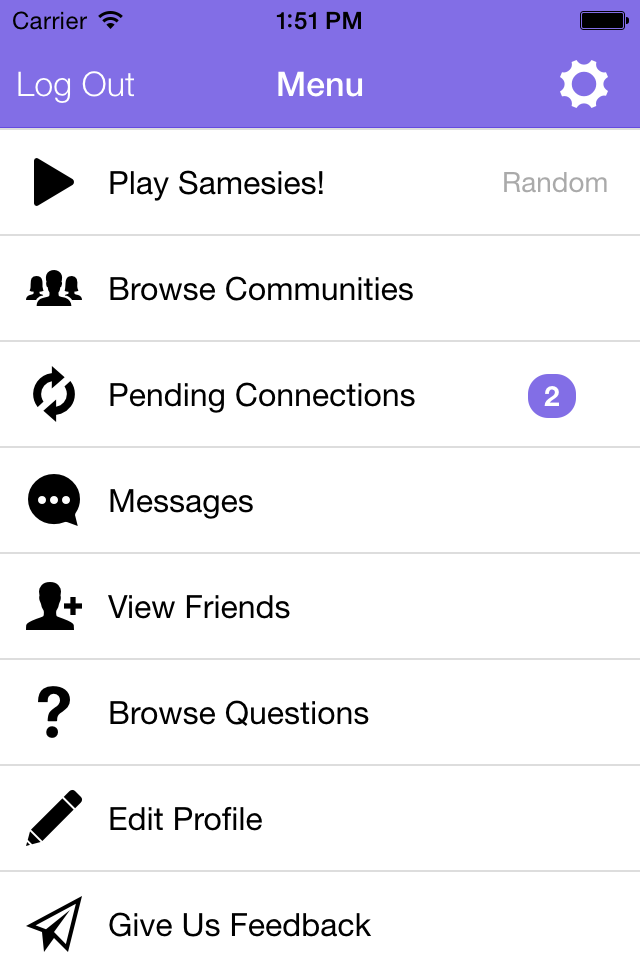 Carrier 1:51 PM
Log Out Menu
Play Samesies! Random
Browse Communities
Pending Connections 2
Messages
View Friends
Browse Questions
Edit Profile
Give Us Feedback